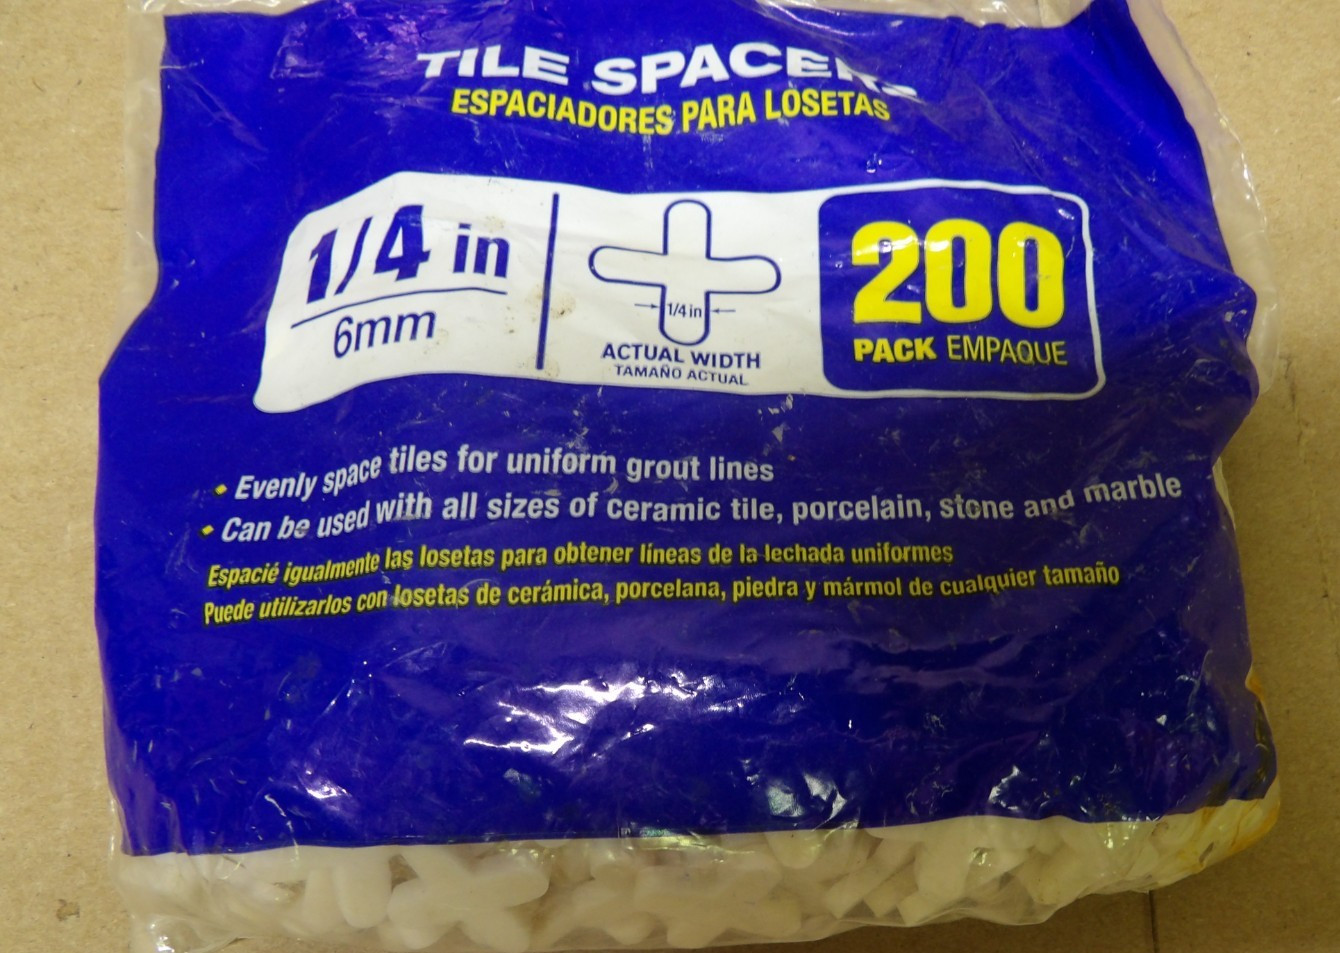 TILE SPACERS
ESPACIADORES PARA LOSETAS
1/4 in
6mm
1/4 in
ACTUAL WIDTH
TAMAÑO ACTUAL
200
PACK EMPAQUE
• Evenly space tiles for uniform grout lines
• Can be used with all sizes of ceramic tile, porcelain, stone and marble
Espacié igualmente las losetas para obtener líneas de la lechada uniformes
Puede utilizarlos con losetas de cerámica, porcelana, piedra y mármol de cualquier tamaño